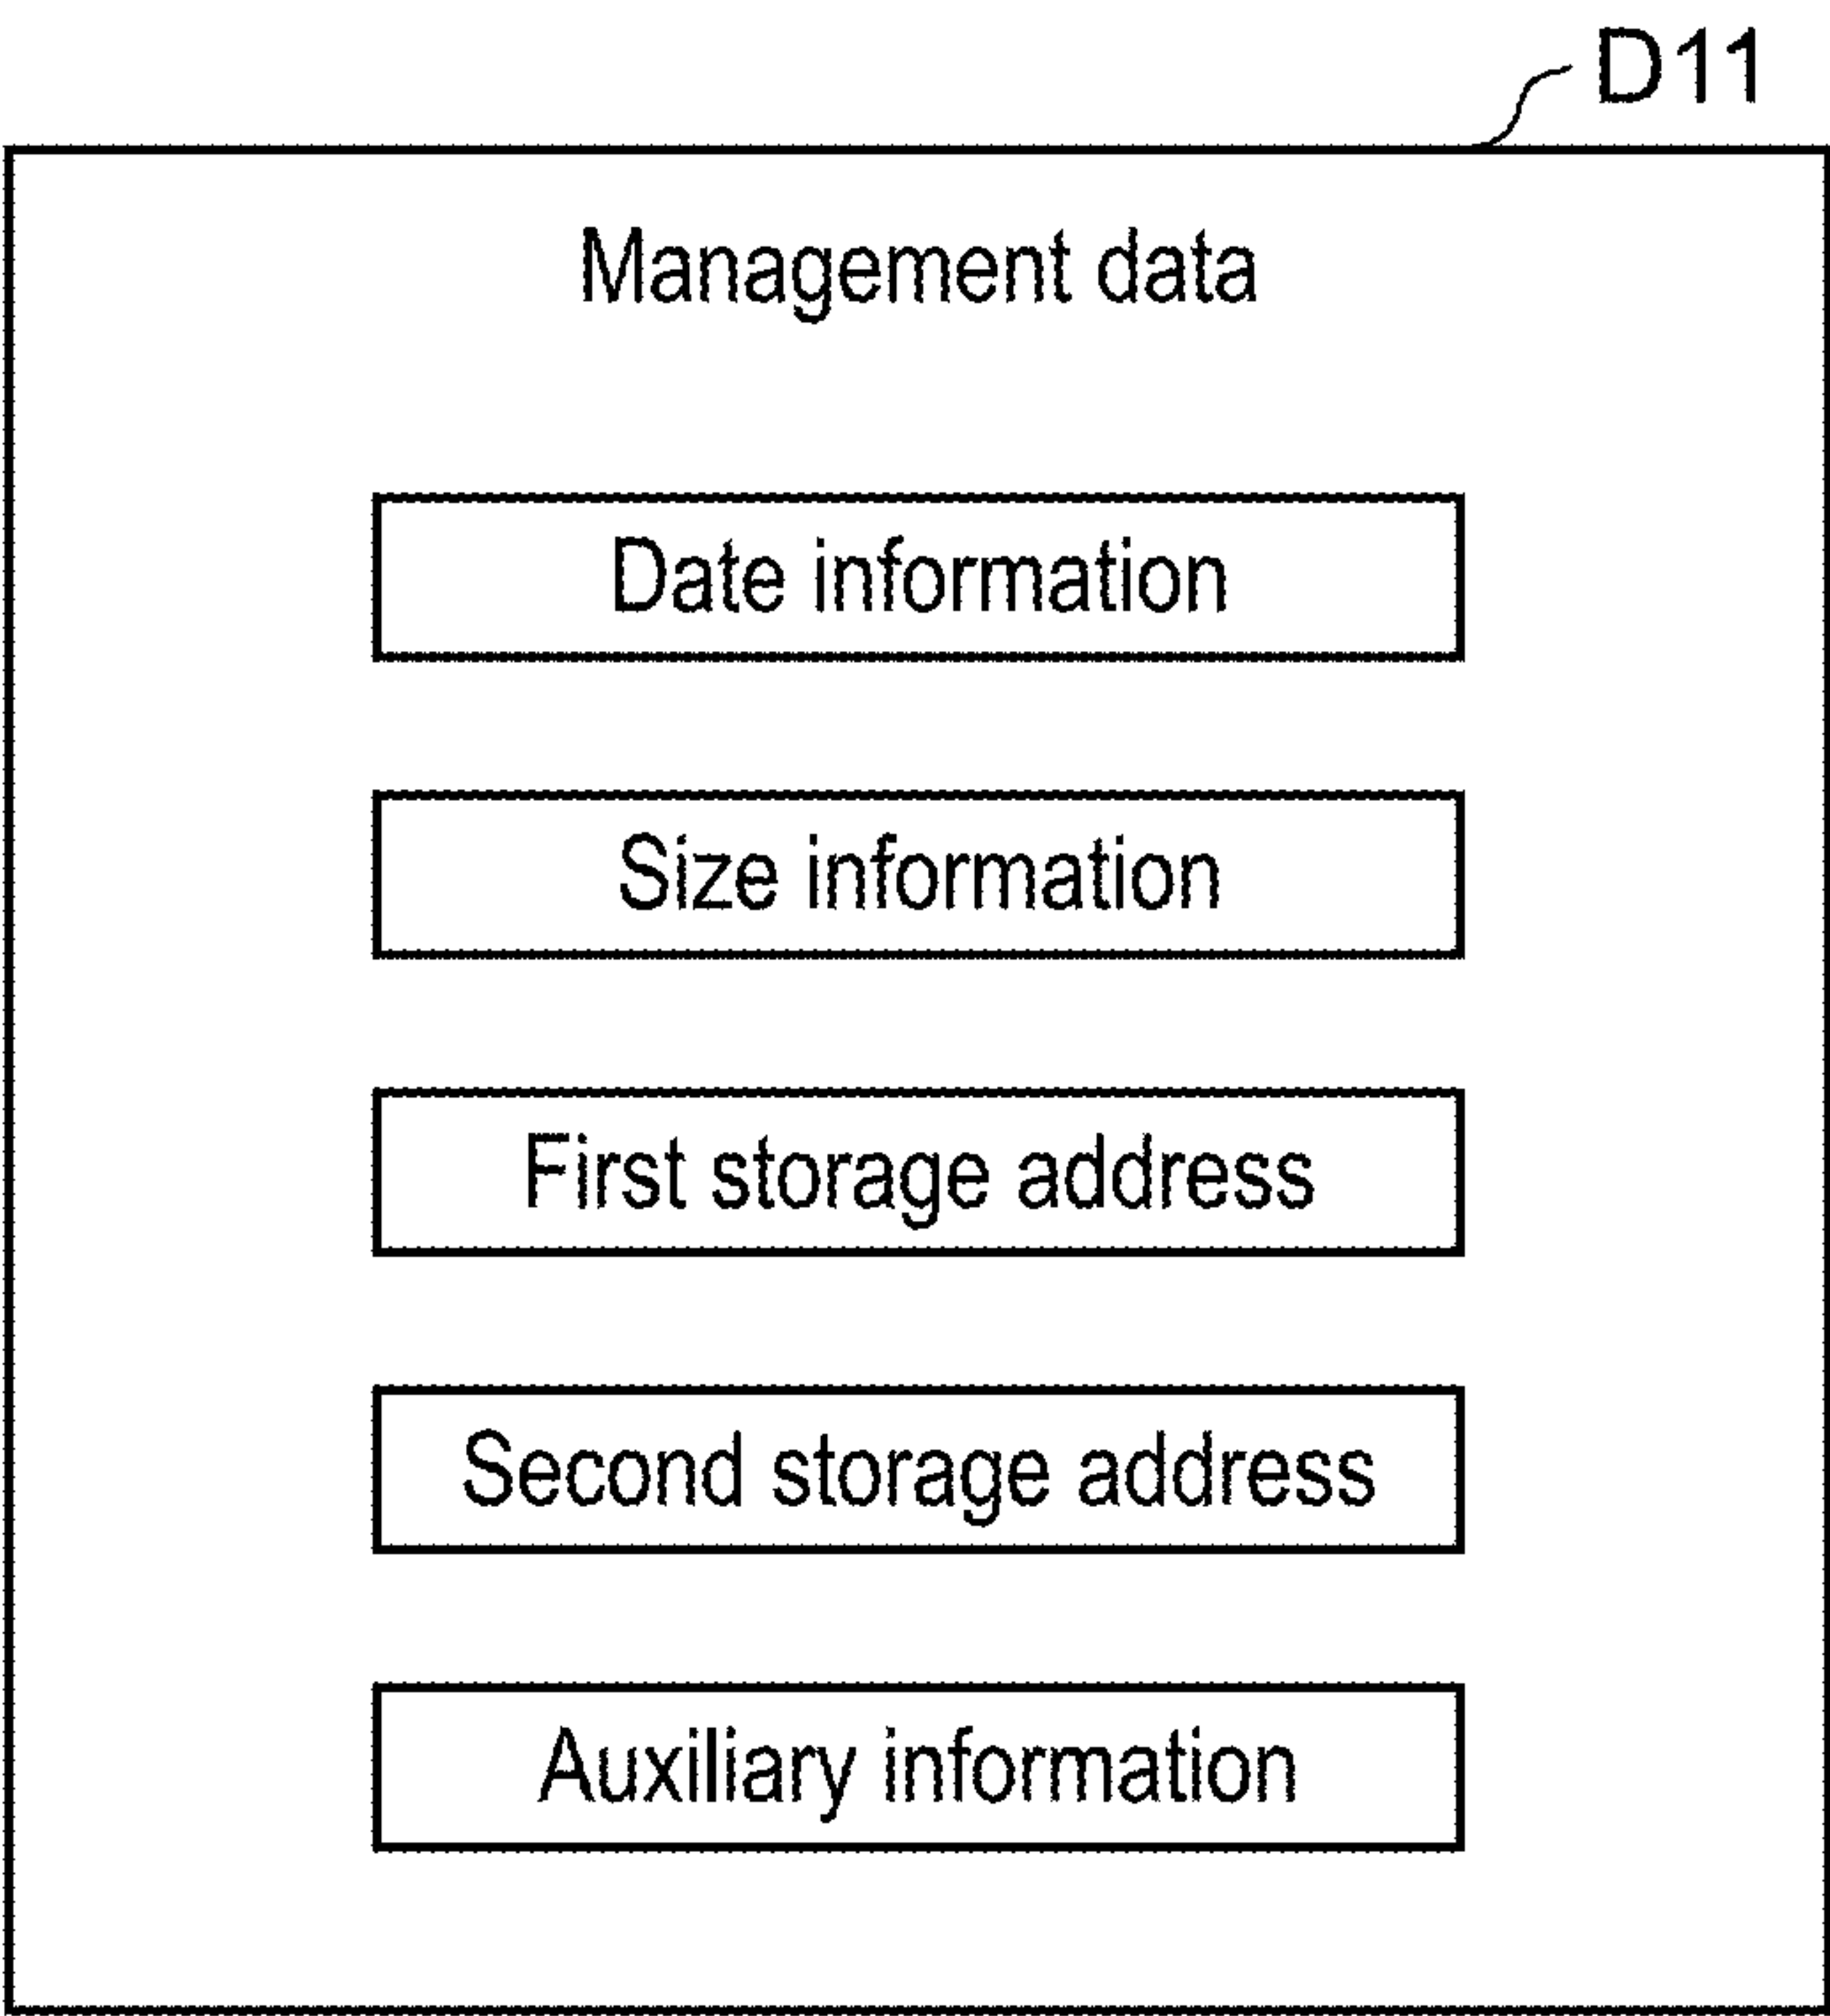 D11
Management data
Date information
Size information
First storage address
Second storage address
Auxiliary information